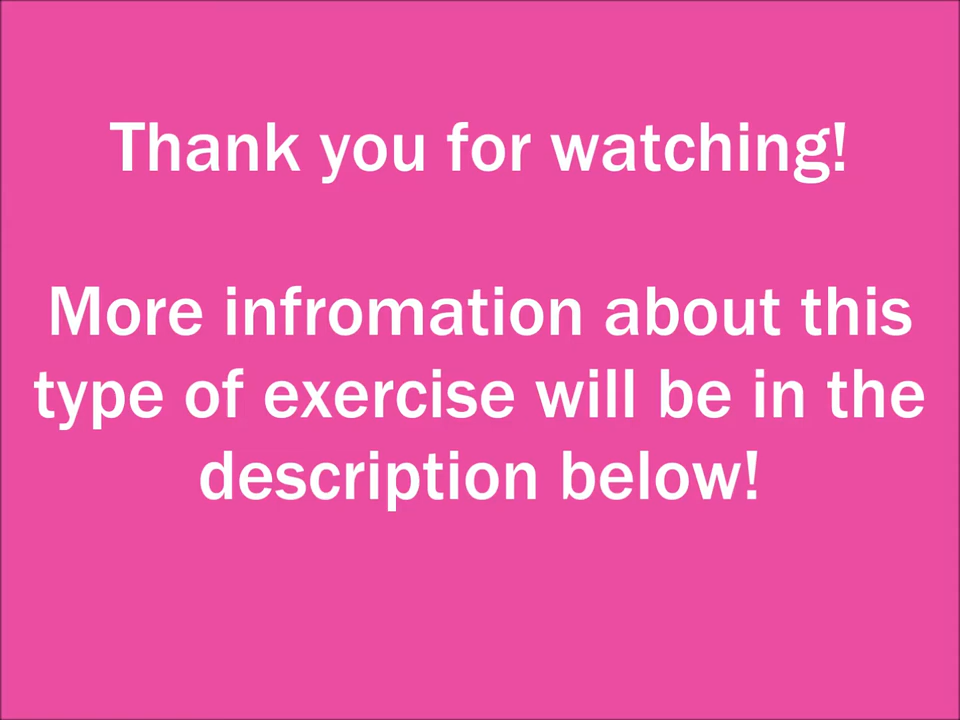 Thank you for watching!
More infromation about this
type of exercise will be in the
description below!